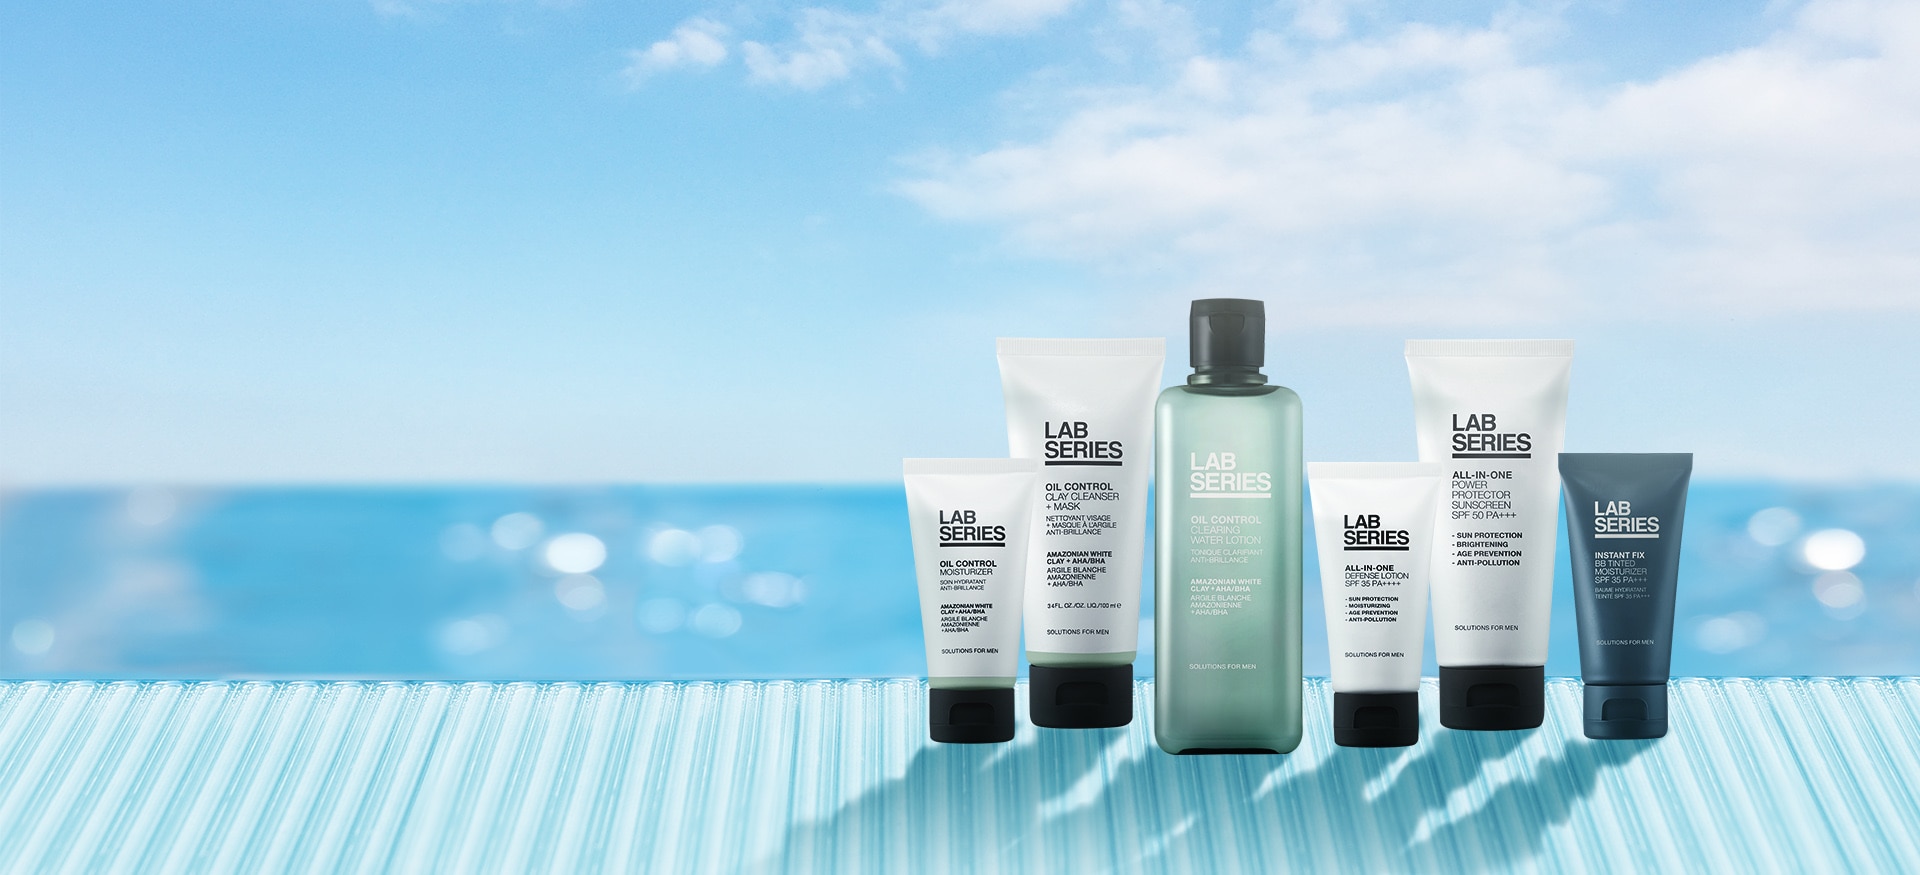 LAB
SERIES
OIL CONTROL
MOISTURIZER
SOIN HYDRATANT
ANTI-BRILLANCE
AMAZONIAN WHITE
CLAY + AHA/BHA
ARGILE BLANCHE
AMAZONIENNE
+ AHA/BHA
SOLUTIONS FOR MEN
LAB
SERIES
OIL CONTROL
CLAY CLEANSER
+ MASK
NETTOYANT VISAGE
+ MASQUE À L'ARGILE
ANTI-BRILLANCE
AMAZONIAN WHITE
CLAY + AHA/BHA
ARGILE BLANCHE
AMAZONIENNE
+ AHA/BHA
3.4 FL. OZ./OZ. LIQ./100 ml e
SOLUTIONS FOR MEN
LAB
SERIES
OIL CONTROL
CLEARING
WATER LOTION
TONIQUE CLARIFIANT
ANTI-BRILLANCE
AMAZONIAN WHITE
CLAY + AHA/BHA
ARGILE BLANCHE
AMAZONIENNE
+ AHA/BHA
SOLUTIONS FOR MEN
LAB
SERIES
ALL-IN-ONE
DEFENSE LOTION
SPF 35 PA++++
- SUN PROTECTION
- MOISTURIZING
- AGE PREVENTION
- ANTI-POLLUTION
SOLUTIONS FOR MEN
LAB
SERIES
ALL-IN-ONE
POWER
PROTECTOR
SUNSCREEN
SPF 50 PA+++
- SUN PROTECTION
- BRIGHTENING
- AGE PREVENTION
- ANTI-POLLUTION
SOLUTIONS FOR MEN
LAB
SERIES
INSTANT FIX
BB TINTED
MOISTURIZER
SPF 35 PA+++
BAUME HYDRATANT
TEINTÉ SPF 35 PA+++
SOLUTIONS FOR MEN